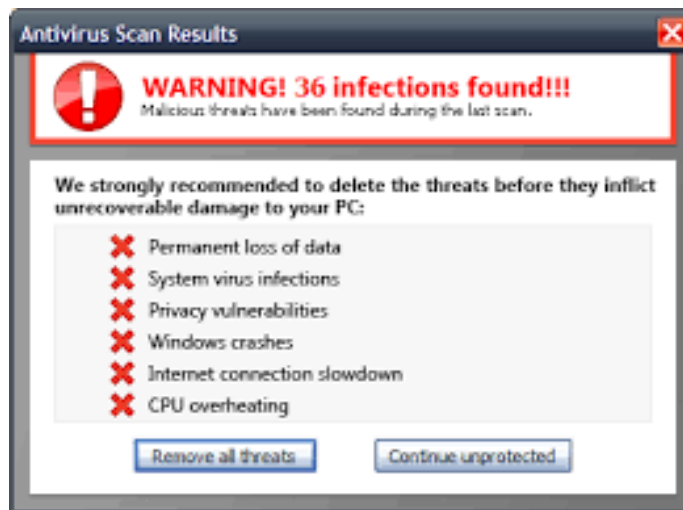 Antivirus Scan Results
WARNING! 36 infections found!!!
Malicious threats have been found during the last scan.
We strongly recommended to delete the threats before they inflict
unrecoverable damage to your PC:
Permanent loss of data
System virus infections
Privacy vulnerabilities
Windows crashes
Internet connection slowdown
CPU overheating
Remove all threats
Continue unprotected